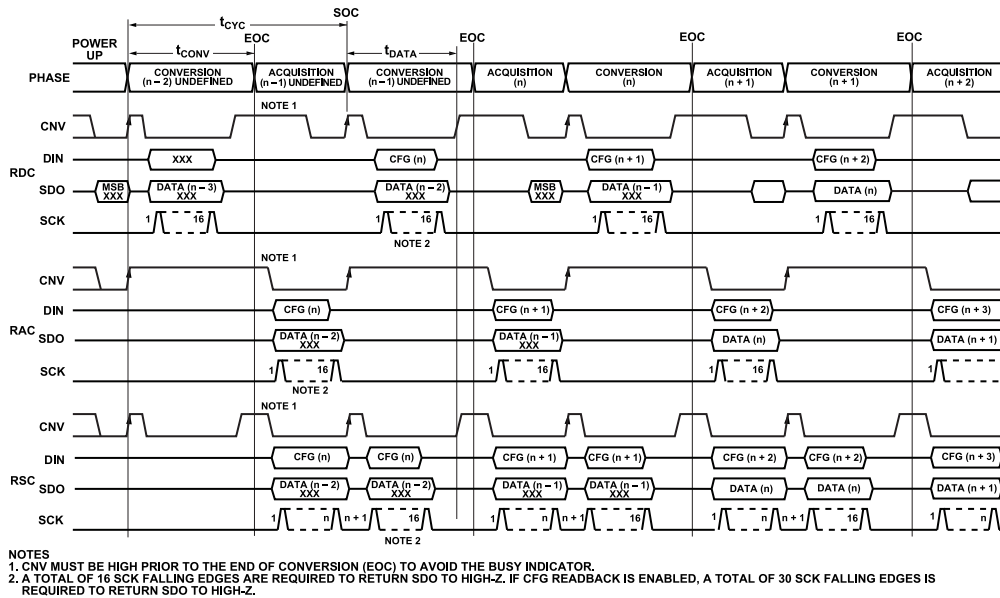 SOC
tCYC
POWER UP
tCONV
EOC
tDATA
EOC
EOC
EOC
PHASE
CONVERSION (n – 2) UNDEFINED
ACQUISITION (n – 1) UNDEFINED
CONVERSION (n – 1) UNDEFINED
ACQUISITION (n)
CONVERSION (n)
ACQUISITION (n + 1)
CONVERSION (n + 1)
ACQUISITION (n + 2)
NOTE 1
CNV
RDC
DIN
XXX
CFG (n)
CFG (n + 1)
CFG (n + 2)
SDO
MSB XXX
DATA (n – 3) XXX
DATA (n – 2) XXX
MSB XXX
DATA (n – 1) XXX
DATA (n)
SCK
1 16
1 16
1 16
1 16
NOTE 2
NOTE 1
CNV
RAC
DIN
CFG (n)
CFG (n + 1)
CFG (n + 2)
CFG (n + 3)
SDO
DATA (n – 2) XXX
DATA (n – 1) XXX
DATA (n)
DATA (n + 1)
SCK
1 16
1 16
1 16
1
NOTE 2
NOTE 1
CNV
RSC
DIN
CFG (n)
CFG (n)
CFG (n + 1)
CFG (n + 1)
CFG (n + 2)
CFG (n + 2)
CFG (n + 3)
SDO
DATA (n – 2) XXX
DATA (n – 2) XXX
DATA (n – 1) XXX
DATA (n – 1) XXX
DATA (n)
DATA (n)
DATA (n + 1)
SCK
1 n n + 1 16
1 n n + 1 16
1 n n + 1 16
1 n
NOTE 2
NOTES
1. CNV MUST BE HIGH PRIOR TO THE END OF CONVERSION (EOC) TO AVOID THE BUSY INDICATOR.
2. A TOTAL OF 16 SCK FALLING EDGES ARE REQUIRED TO RETURN SDO TO HIGH-Z. IF CFG READBACK IS ENABLED, A TOTAL OF 30 SCK FALLING EDGES IS
REQUIRED TO RETURN SDO TO HIGH-Z.